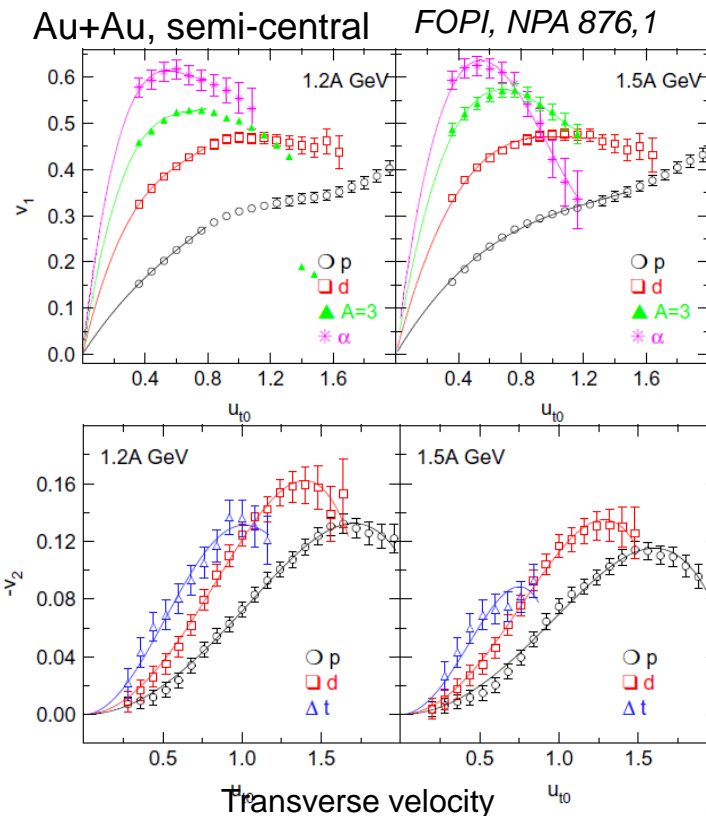 Au+Au, semi-central
FOPI, NPA 876,1
0.6
0.5
0.4
0.3
0.2
0.1
0.0
v1
1.2A GeV
p
d
A=3
α
0.4 0.8 1.2 1.6
ut0
1.5A GeV
p
d
A=3
α
0.4 0.8 1.2 1.6
ut0
0.16
0.12
0.08
0.04
0.00
-v2
1.2A GeV
p
d
t
0.5 1.0 1.5
ut0
1.5A GeV
p
d
t
0.5 1.0 1.5
ut0
Transverse velocity